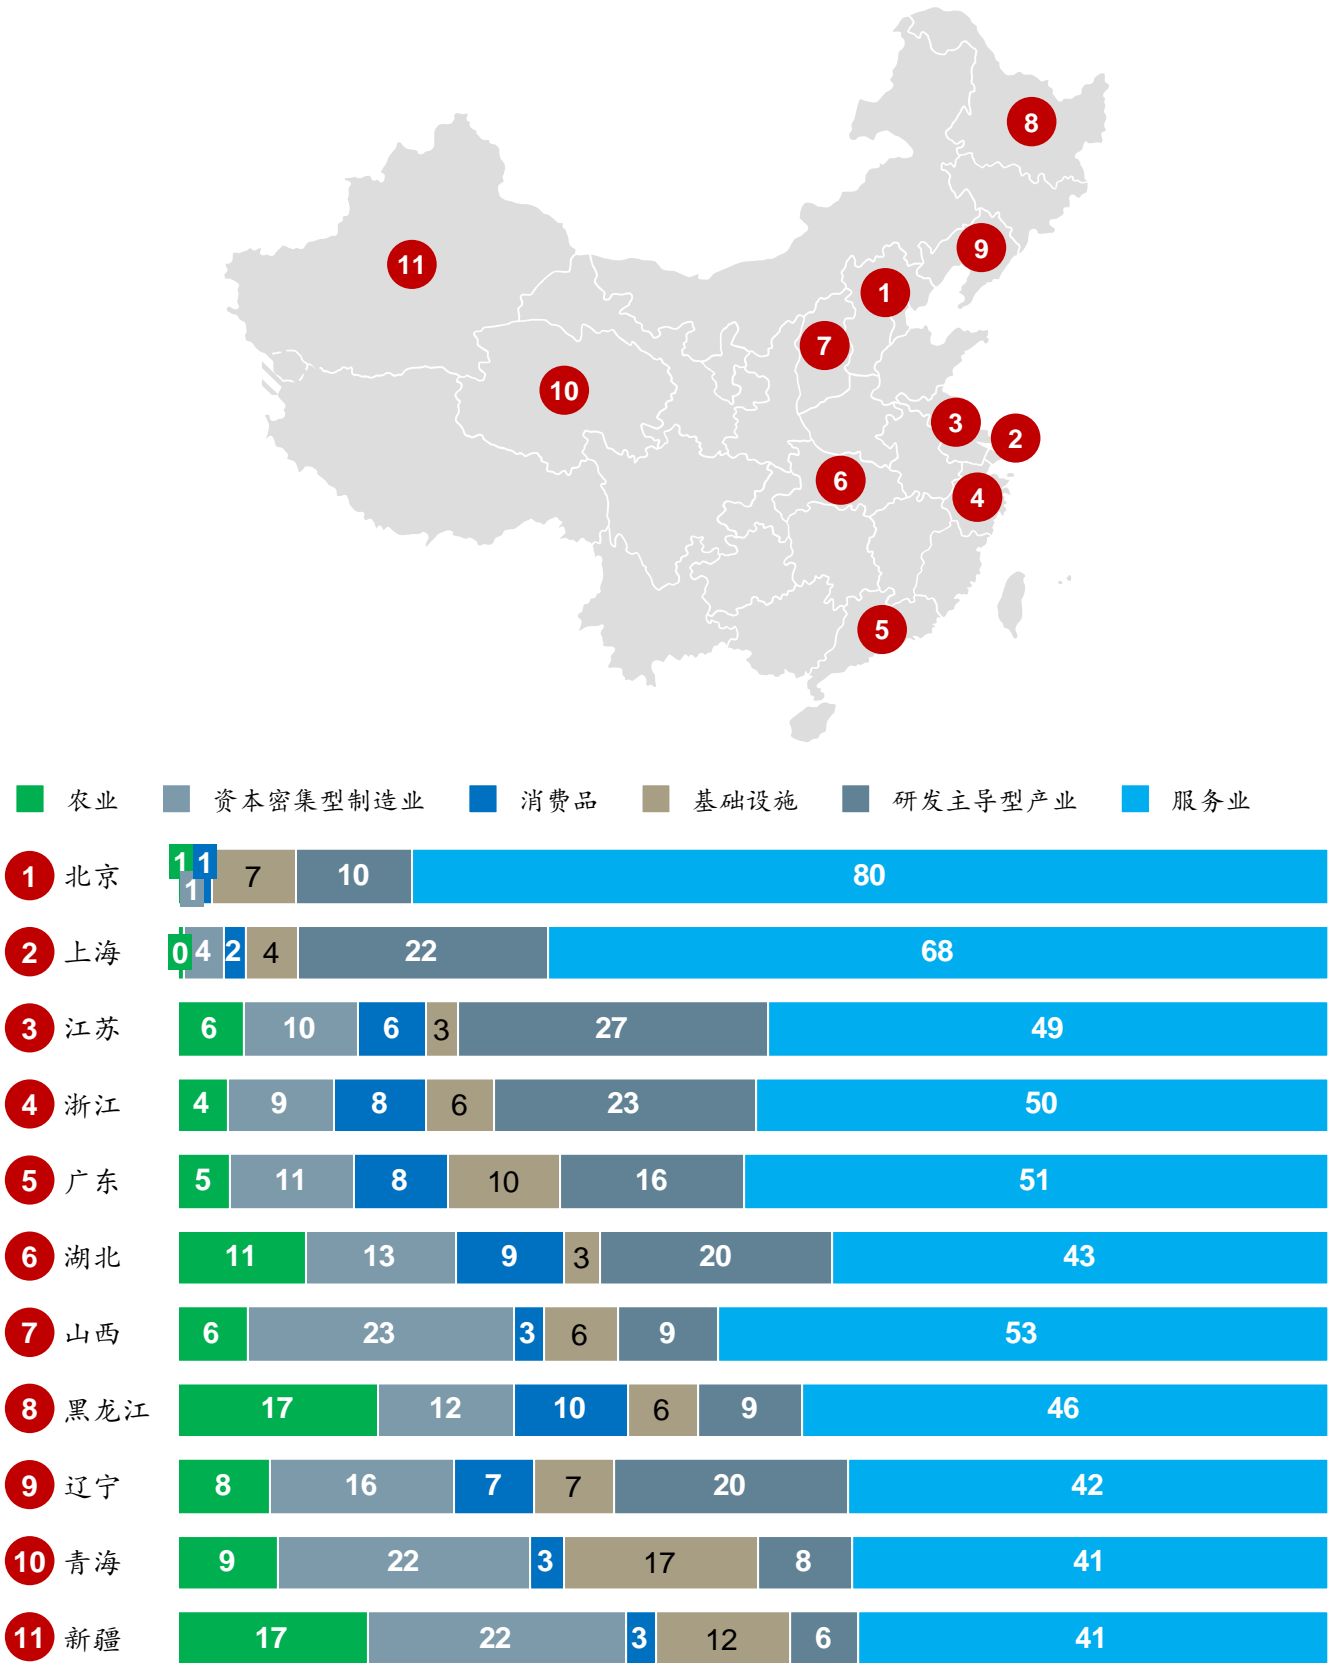 8
11
9
1
7
10
3
2
6
4
5
农业 资本密集型制造业 消费品 基础设施 研发主导型产业 服务业
1 北京 1 1 1 7 10 80
2 上海 0 4 2 4 22 68
3 江苏 6 10 6 3 27 49
4 浙江 4 9 8 6 23 50
5 广东 5 11 8 10 16 51
6 湖北 11 13 9 3 20 43
7 山西 6 23 3 6 9 53
8 黑龙江 17 12 10 6 9 46
9 辽宁 8 16 7 7 20 42
10 青海 9 22 3 17 8 41
11 新疆 17 22 3 12 6 41